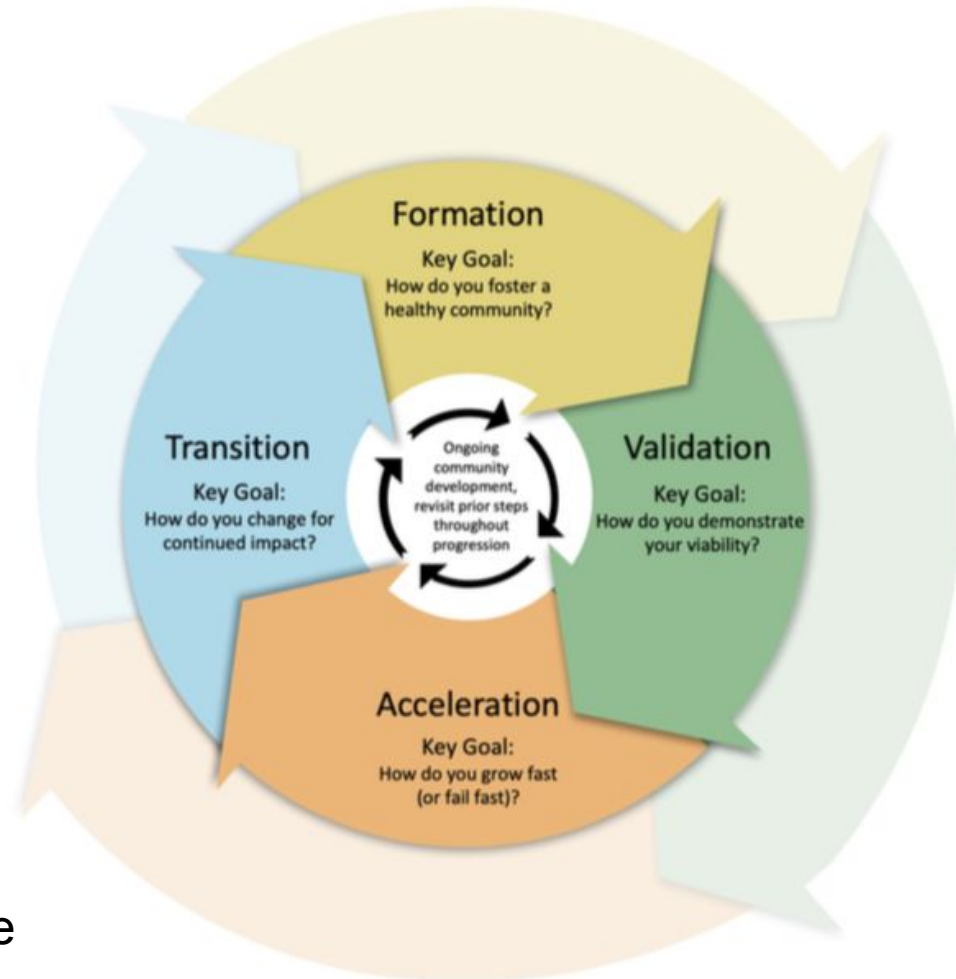 Formation
Key Goal:
How do you foster a
healthy community?
Transition
Key Goal:
How do you change for
continued impact?
Ongoing
community
development,
revisit prior steps
throughout
progression
Validation
Key Goal:
How do you demonstrate
your viability?
Acceleration
Key Goal:
How do you grow fast
(or fail fast)?
e